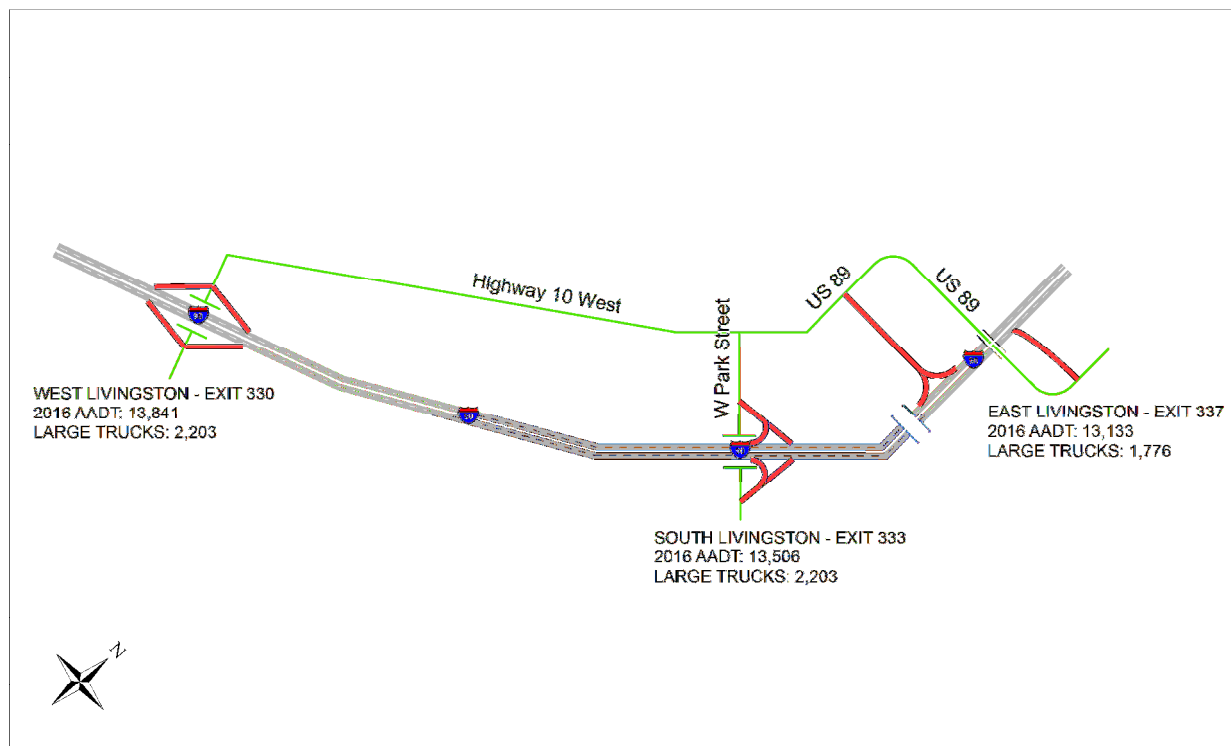 Highway 10 West
US 89
US 89
W Park Street
WEST LIVINGSTON - EXIT 330
2016 AADT: 13,841
LARGE TRUCKS: 2,203
EAST LIVINGSTON - EXIT 337
2016 AADT: 13,133
LARGE TRUCKS: 1,776
SOUTH LIVINGSTON - EXIT 333
2016 AADT: 13,506
LARGE TRUCKS: 2,203
N